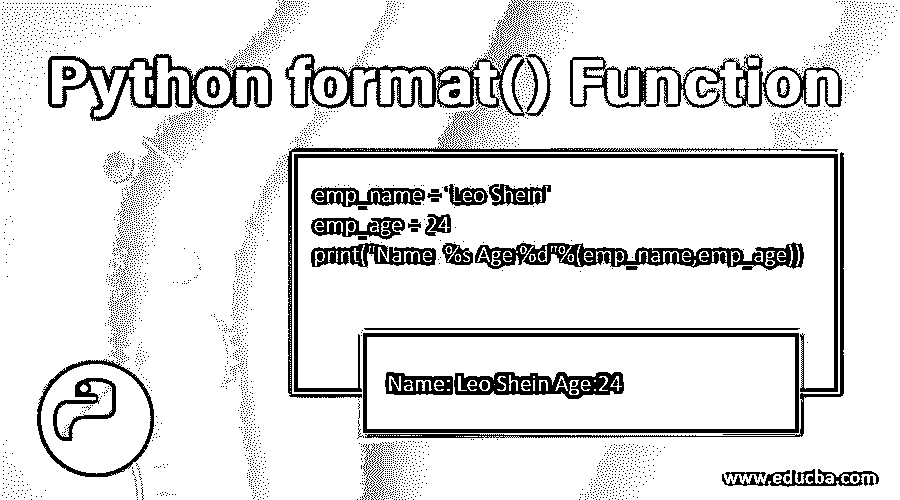 Python format() Function
emp_name = 'Leo Shein'
emp_age = 24
print("Name %s Age:%d"%(emp_name,emp_age))
Name: Leo Shein Age:24
www.educba.com